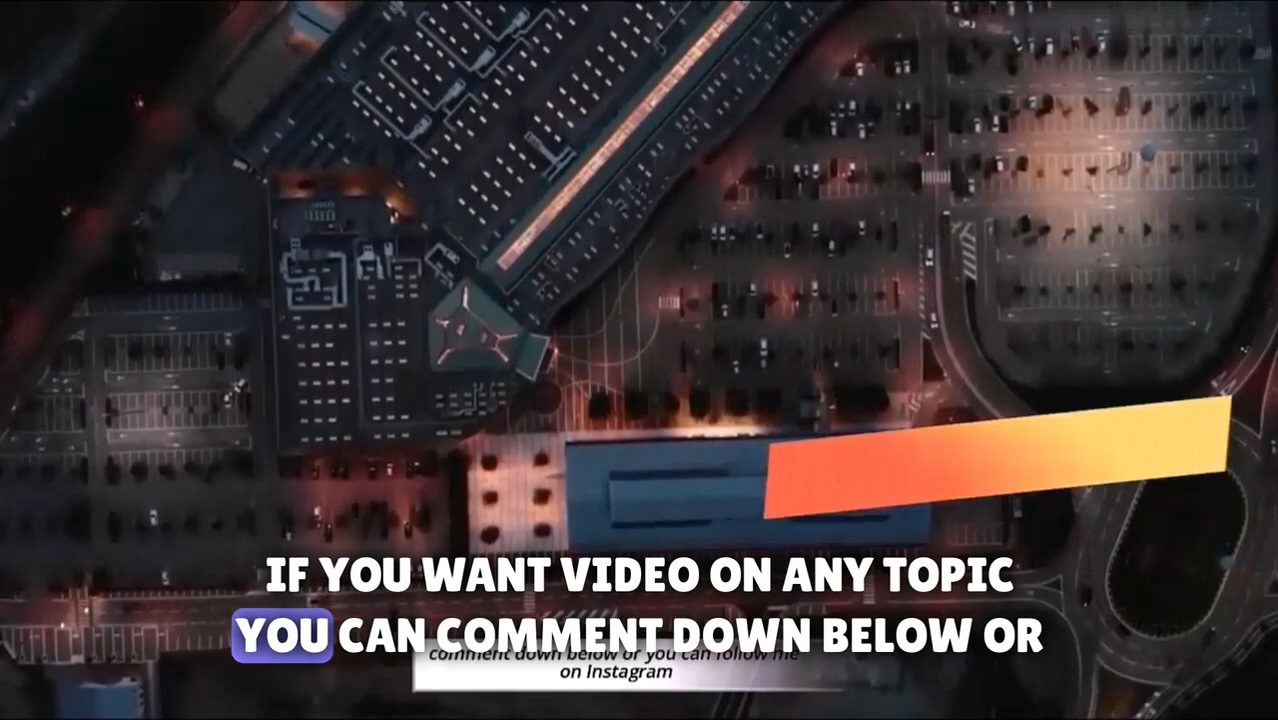 IF YOU WANT VIDEO ON ANY TOPIC
YOU CAN COMMENT DOWN BELOW OR
comment down below or you can follow me
on Instagram